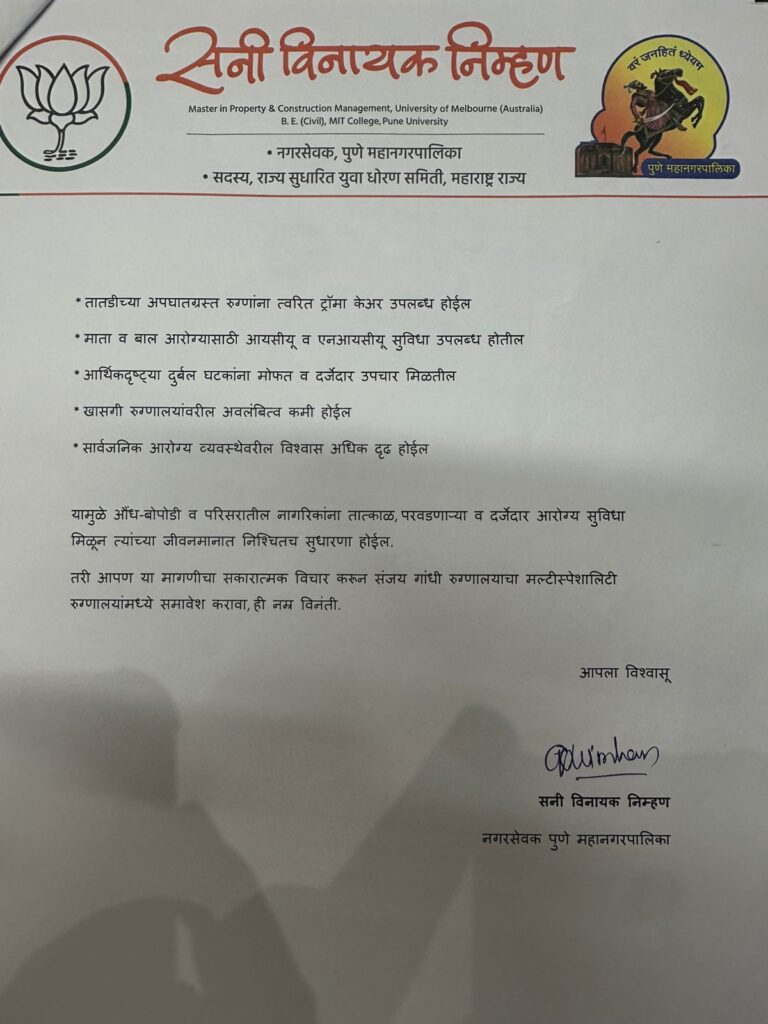 सनी विनायक निम्हण
Master in Property & Construction Management, University of Melbourne (Australia)
B. E. (Civil), MIT College, Pune University
• नगरसेवक, पुणे महानगरपालिका
• सदस्य, राज्य सुधारित युवा धोरण समिती, महाराष्ट्र राज्य
वरं जनहितं ध्येयम
पुणे महानगरपालिका
* तातडीच्या अपघातग्रस्त रुग्णांना त्वरित ट्रॉमा केअर उपलब्ध होईल
* माता व बाल आरोग्यासाठी आयसीयू व एनआयसीयू सुविधा उपलब्ध होतील
* आर्थिकदृष्ट्या दुर्बल घटकांना मोफत व दर्जेदार उपचार मिळतील
* खासगी रुग्णालयांवरील अवलंबित्व कमी होईल
* सार्वजनिक आरोग्य व्यवस्थेवरील विश्वास अधिक दृढ होईल
यामुळे औंध-बोपोडी व परिसरातील नागरिकांना तात्काळ, परवडणाऱ्या व दर्जेदार आरोग्य सुविधा
मिळून त्यांच्या जीवनमानात निश्चितच सुधारणा होईल.
तरी आपण या मागणीचा सकारात्मक विचार करून संजय गांधी रुग्णालयाचा मल्टीस्पेशालिटी
रुग्णालयांमध्ये समावेश करावा, ही नम्र विनंती.
आपला विश्वासू
सनी विनायक निम्हण
नगरसेवक पुणे महानगरपालिका